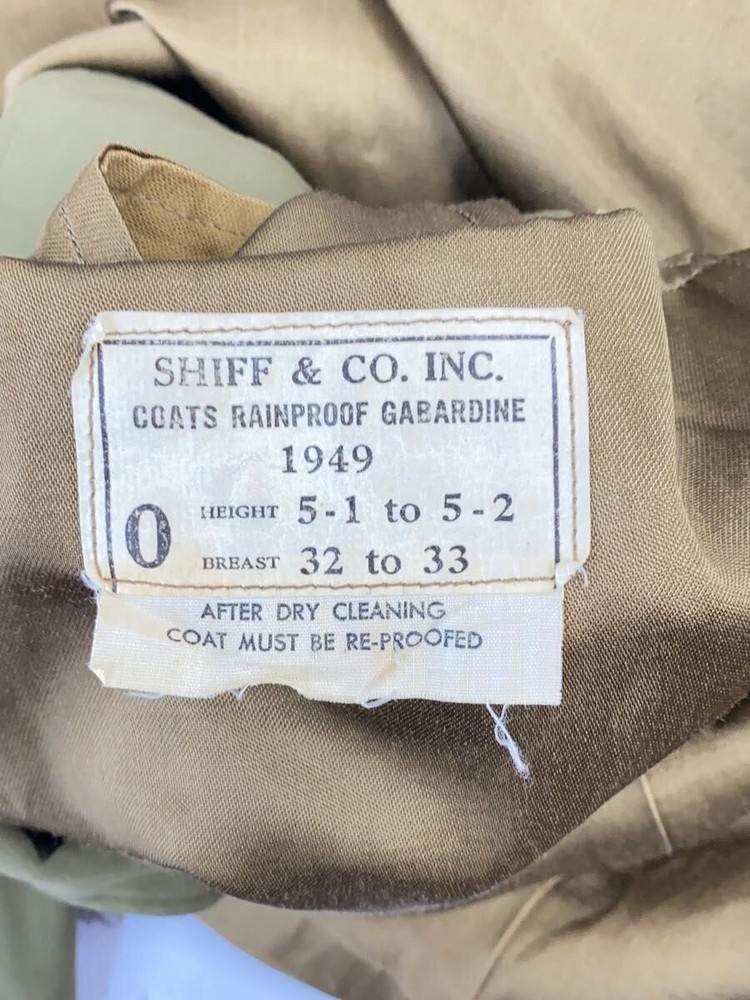 SHIFF & CO. INC.
COATS RAINPROOF GABARDINE
1949
0 HEIGHT 5-1 to 5-2
BREAST 32 to 33
AFTER DRY CLEANING
COAT MUST BE RE-PROOFED